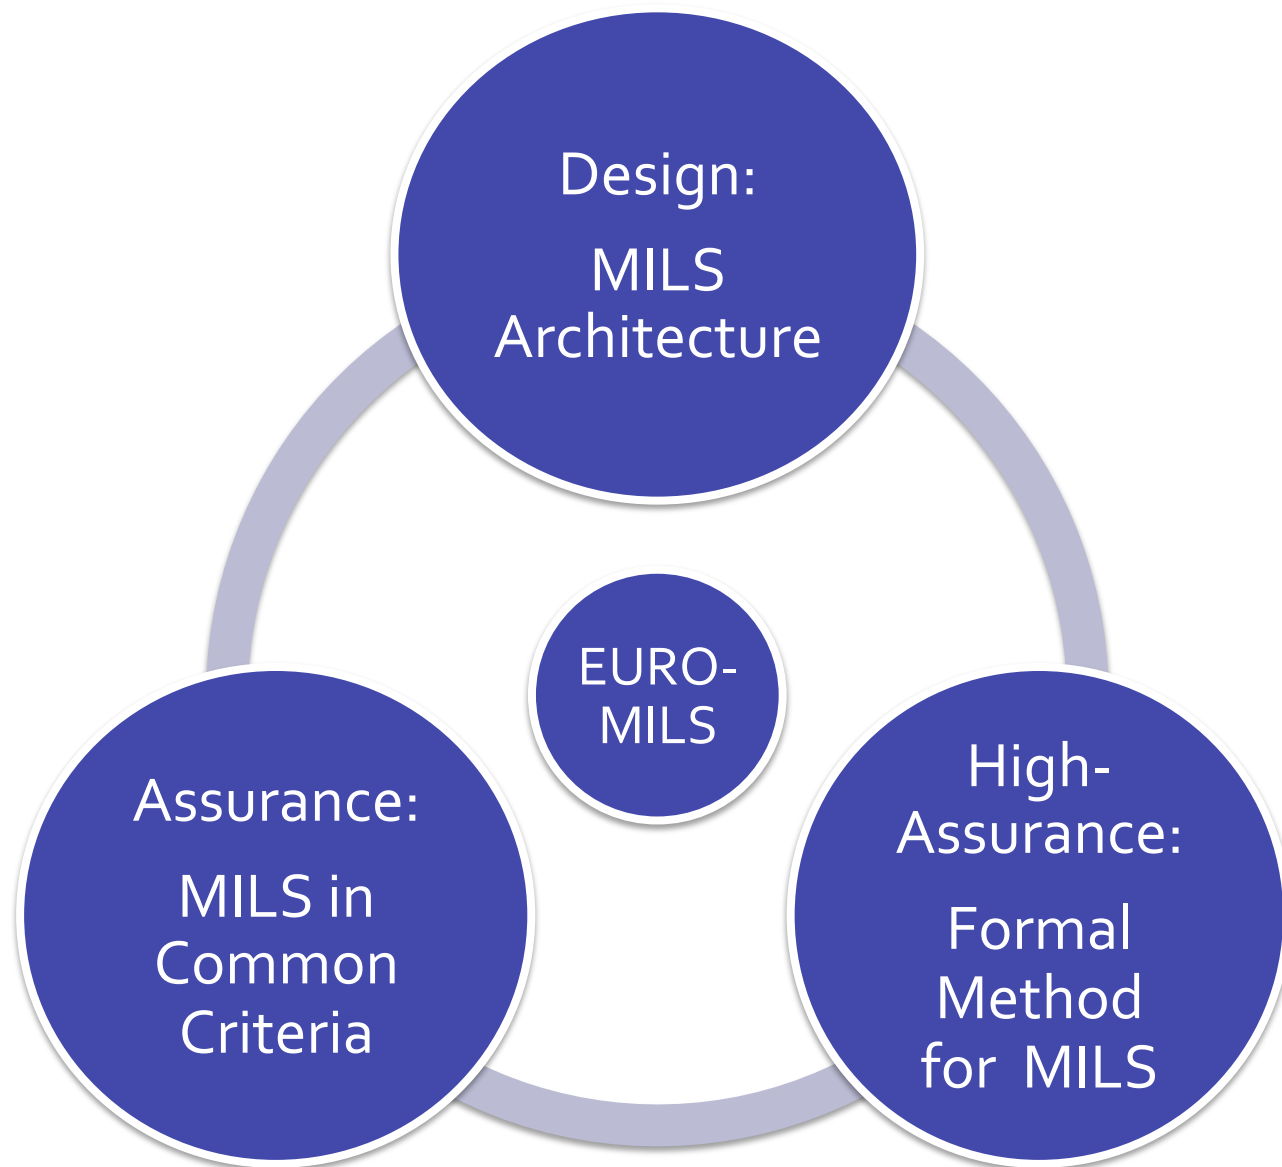 Design:
MILS
Architecture
EURO-
MILS
Assurance:
MILS in
Common
Criteria
High-
Assurance:
Formal
Method
for MILS